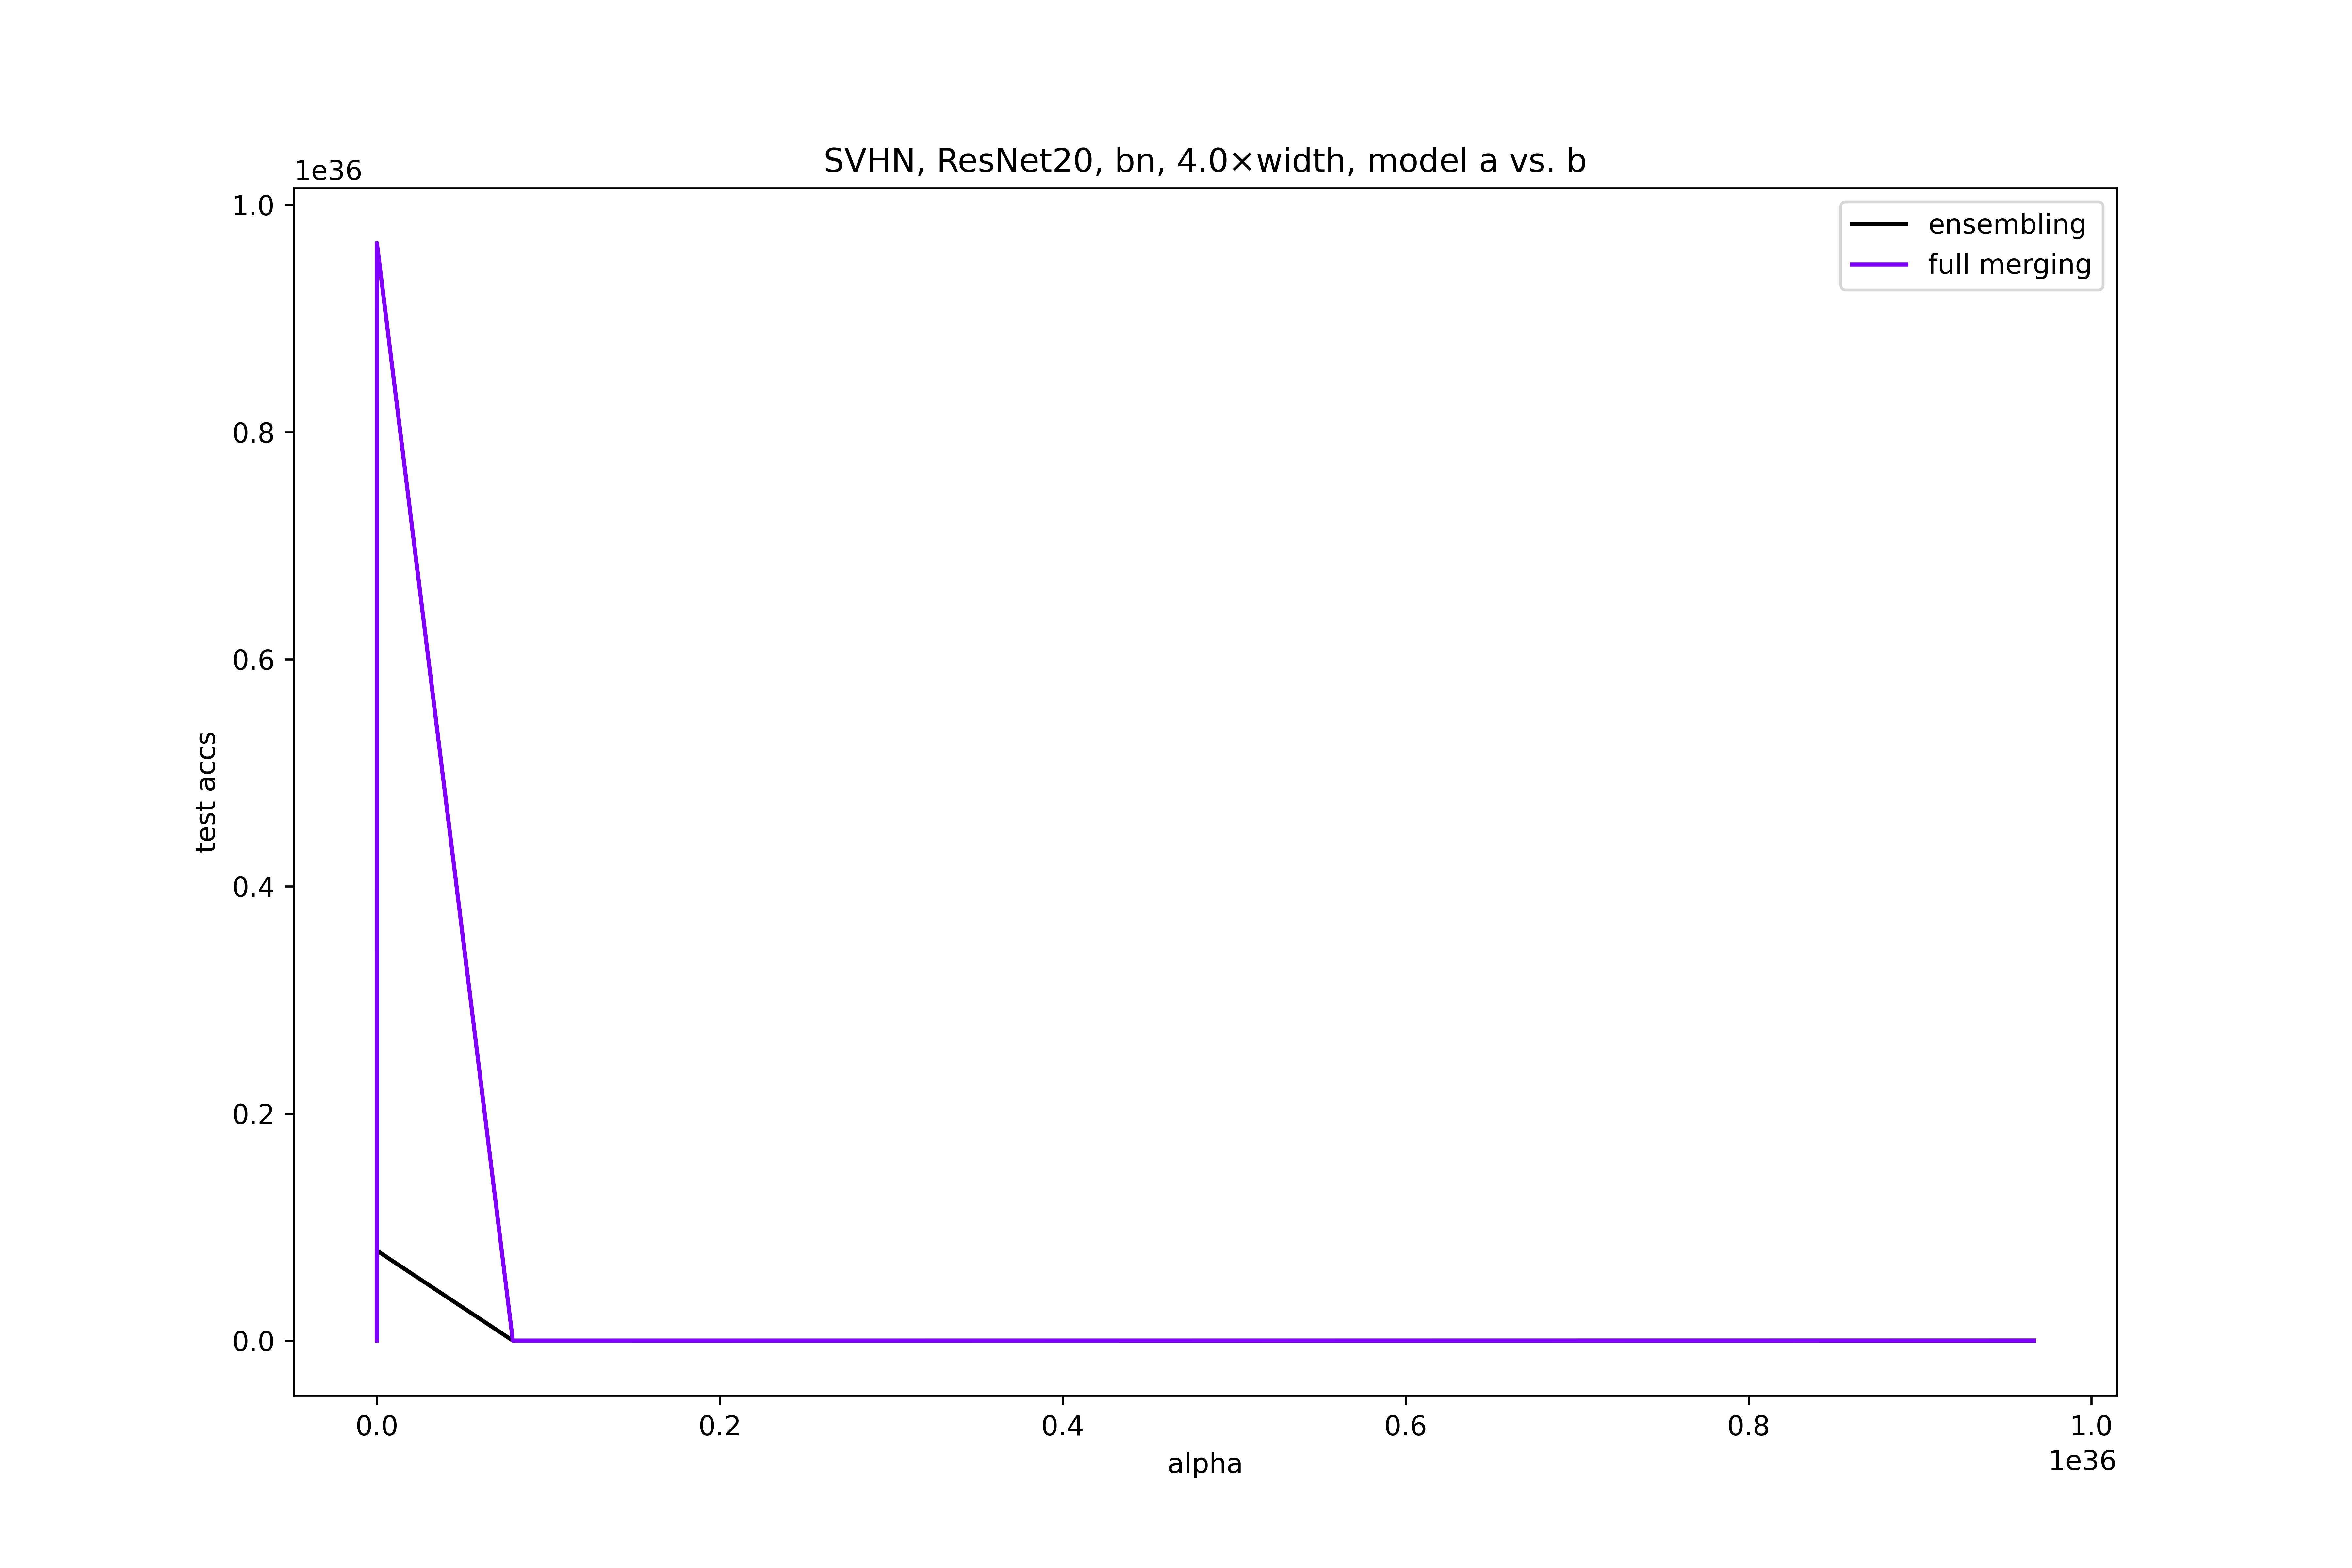 SVHN, ResNet20, bn, 4.0×width, model a vs. b
1e36
1.0
0.8
0.6
0.4
0.2
0.0
test accs
ensembling
full merging
0.0 0.2 0.4 0.6 0.8 1.0
1e36
alpha